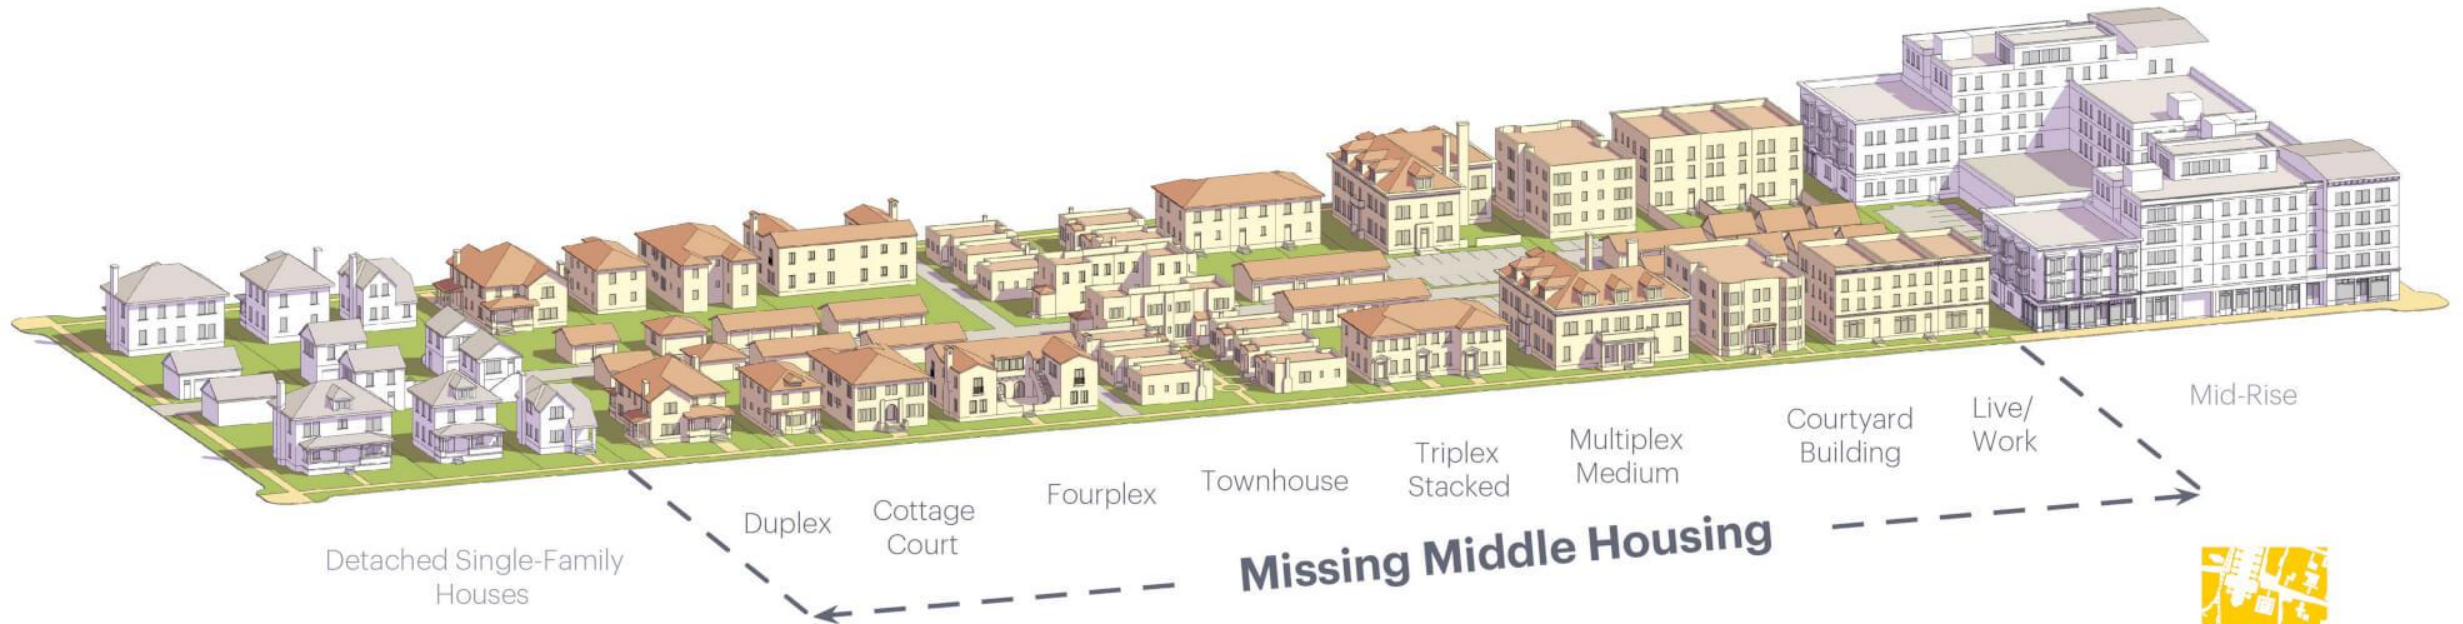 Detached Single-Family
Houses
Duplex
Cottage
Court
Fourplex
Townhouse
Triplex
Stacked
Multiplex
Medium
Courtyard
Building
Live/
Work
Mid-Rise
Missing Middle Housing